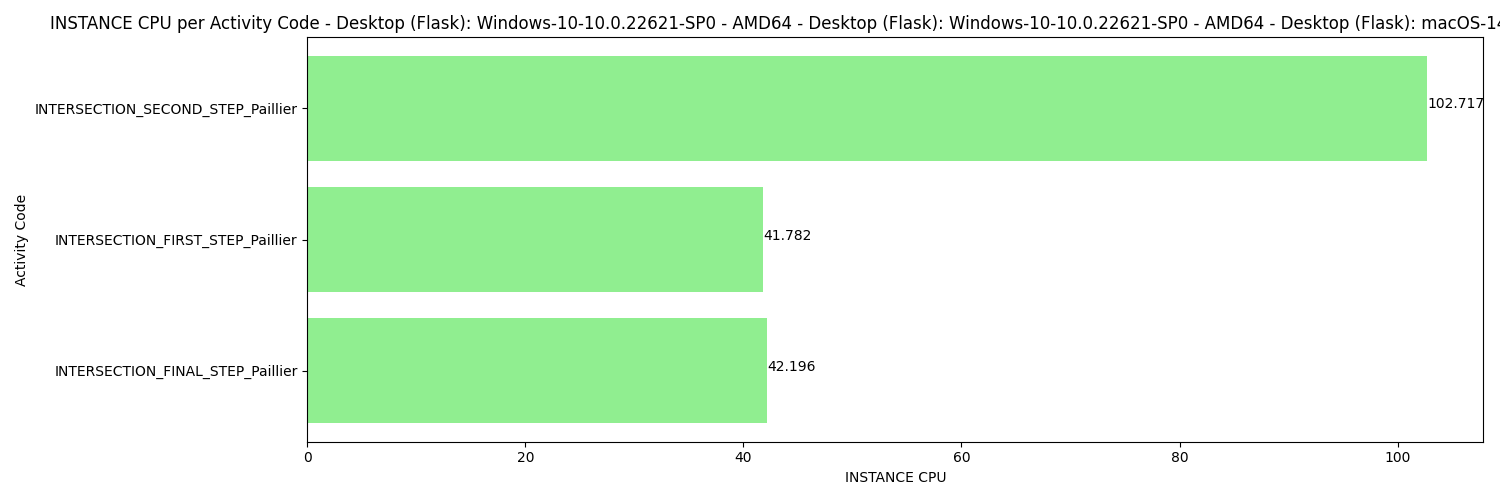 INSTANCE CPU per Activity Code - Desktop (Flask): Windows-10-10.0.22621-SP0 - AMD64 - Desktop (Flask): Windows-10-10.0.22621-SP0 - AMD64 - Desktop (Flask): macOS-14
INTERSECTION_SECOND_STEP_Paillier
102.717
INTERSECTION_FIRST_STEP_Paillier
41.782
INTERSECTION_FINAL_STEP_Paillier
42.196
Activity Code
0 20 40 60 80 100
INSTANCE CPU